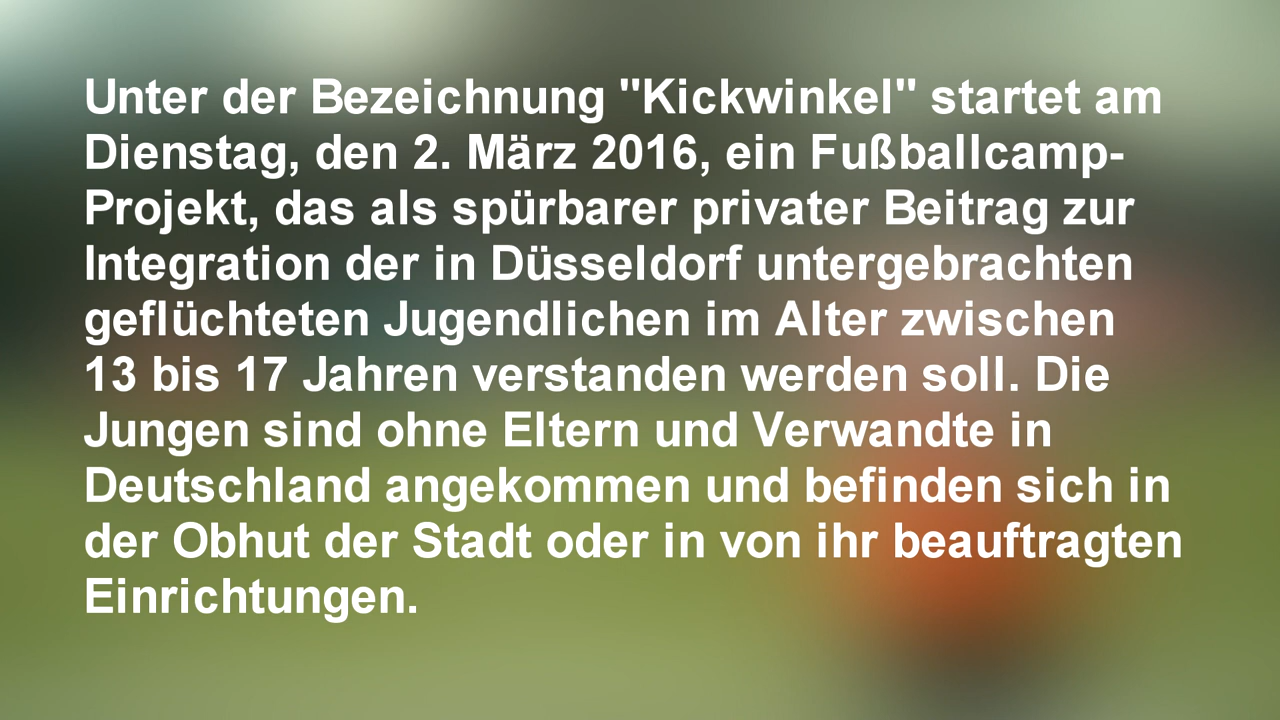 Unter der Bezeichnung "Kickwinkel" startet am
Dienstag, den 2. März 2016, ein Fußballcamp-
Projekt, das als spürbarer privater Beitrag zur
Integration der in Düsseldorf untergebrachten
geflüchteten Jugendlichen im Alter zwischen
13 bis 17 Jahren verstanden werden soll. Die
Jungen sind ohne Eltern und Verwandte in
Deutschland angekommen und befinden sich in
der Obhut der Stadt oder in von ihr beauftragten
Einrichtungen.